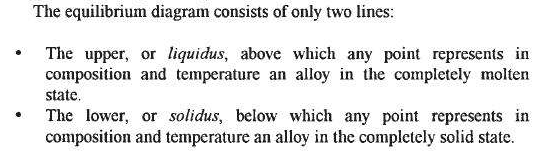 The equilibrium diagram consists of only two lines:
• The upper, or liquidus, above which any point represents in
composition and temperature an alloy in the completely molten
state.
• The lower, or solidus, below which any point represents in
composition and temperature an alloy in the completely solid state.